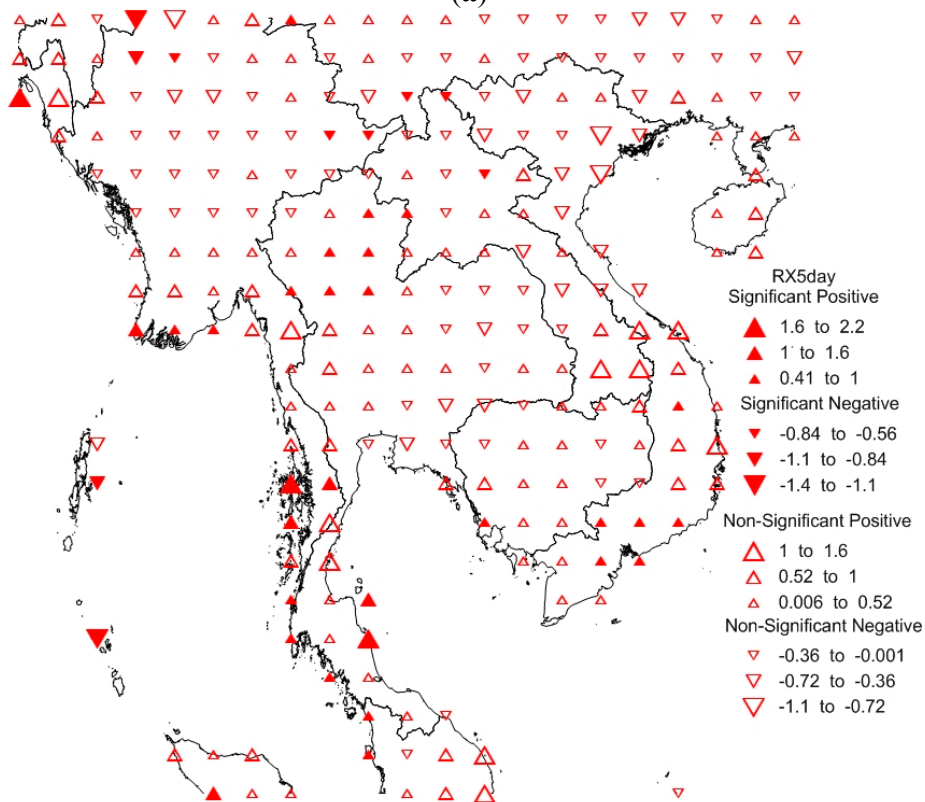 RX5day
Significant Positive
1.6 to 2.2
1 to 1.6
0.41 to 1
Significant Negative
-0.84 to -0.56
-1.1 to -0.84
-1.4 to -1.1
Non-Significant Positive
1 to 1.6
0.52 to 1
0.006 to 0.52
Non-Significant Negative
-0.36 to -0.001
-0.72 to -0.36
-1.1 to -0.72